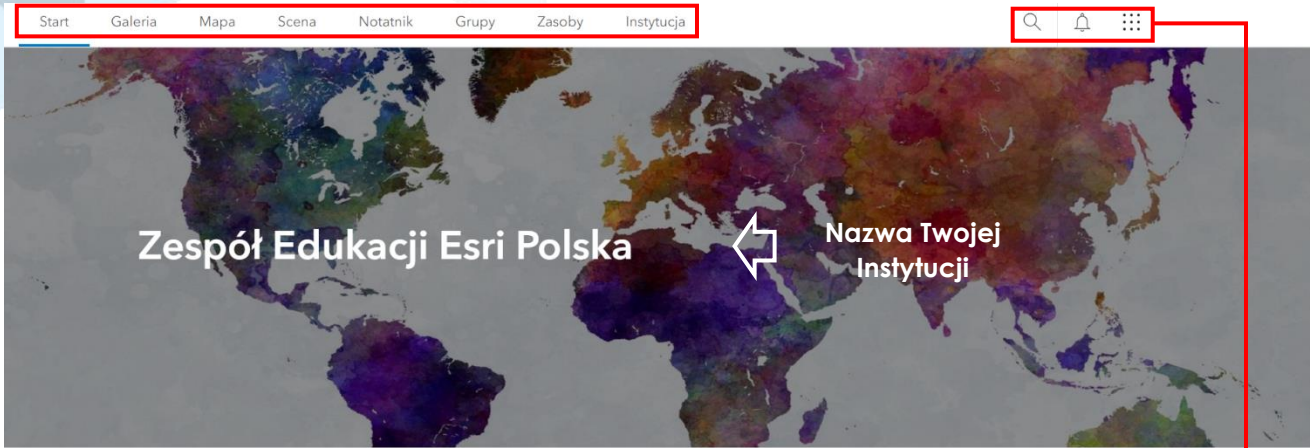 Start Galeria Mapa Scena Notatnik Grupy Zasoby Instytucja
Zespół Edukacji Esri Polska
Nazwa Twojej
Instytucji